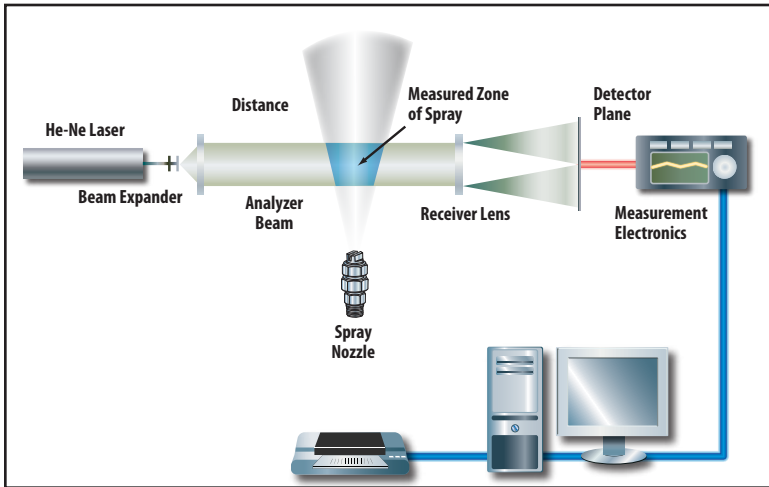 Distance
Measured Zone
of Spray
Detector
Plane
He-Ne Laser
Beam Expander
Analyzer
Beam
Receiver Lens
Measurement
Electronics
Spray
Nozzle